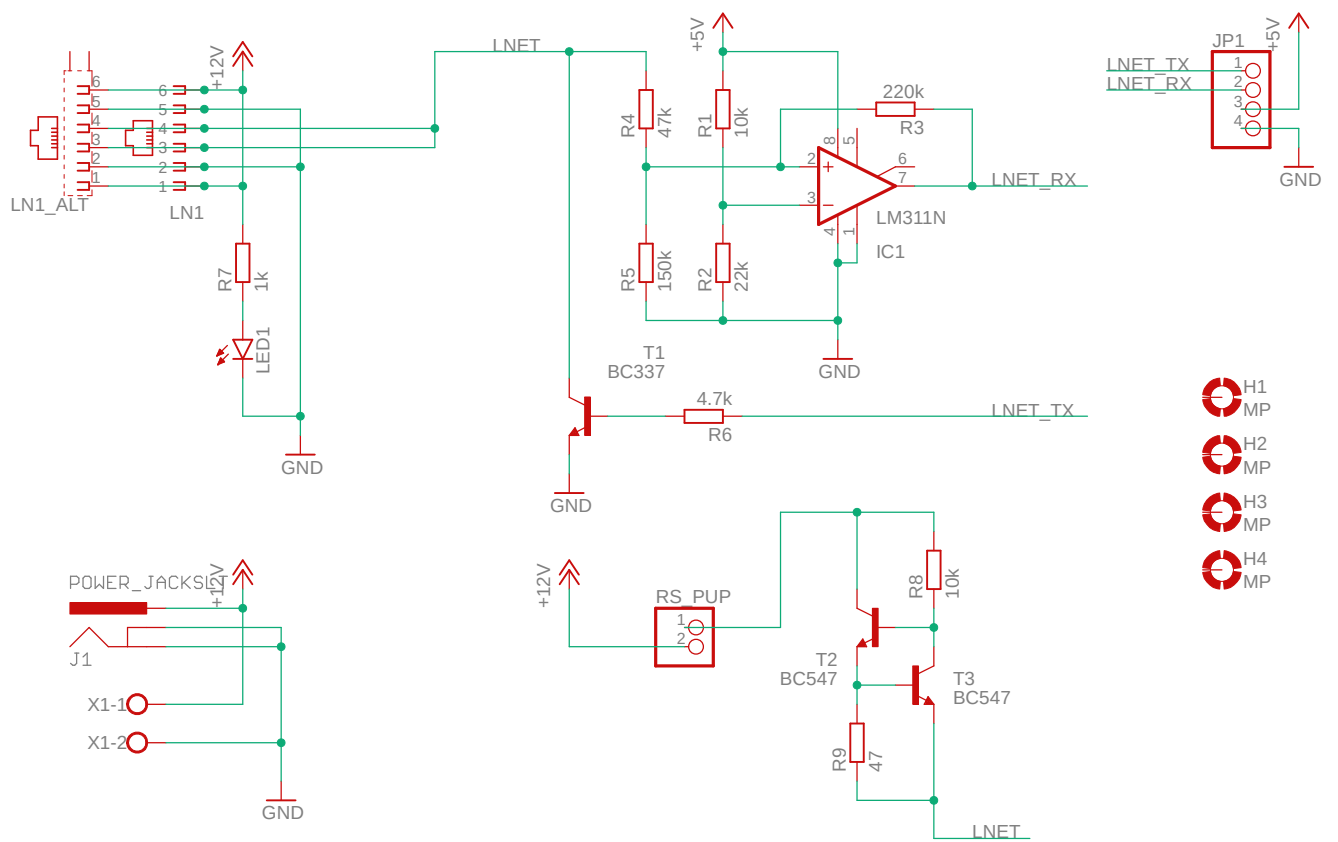 LNET
+12V
+5V
+5V
JP1
LNET_TX
LNET_RX
1
2
3
4
GND
6
5
4
3
2
1
6
5
4
3
2
1
LN1_ALT
LN1
R7
1k
LED1
GND
R4
47k
R1
10k
220k
R3
8
5
2
6
7
3
4
1
LNET_RX
LM311N
IC1
R5
150k
R2
22k
GND
T1
BC337
4.7k
R6
LNET_TX
GND
H1
MP
H2
MP
H3
MP
H4
MP
POWER_JACKSLT
+12V
J1
X1-1
X1-2
GND
+12V
RS_PUP
1
2
R8
10k
T2
BC547
T3
BC547
R9
47
LNET